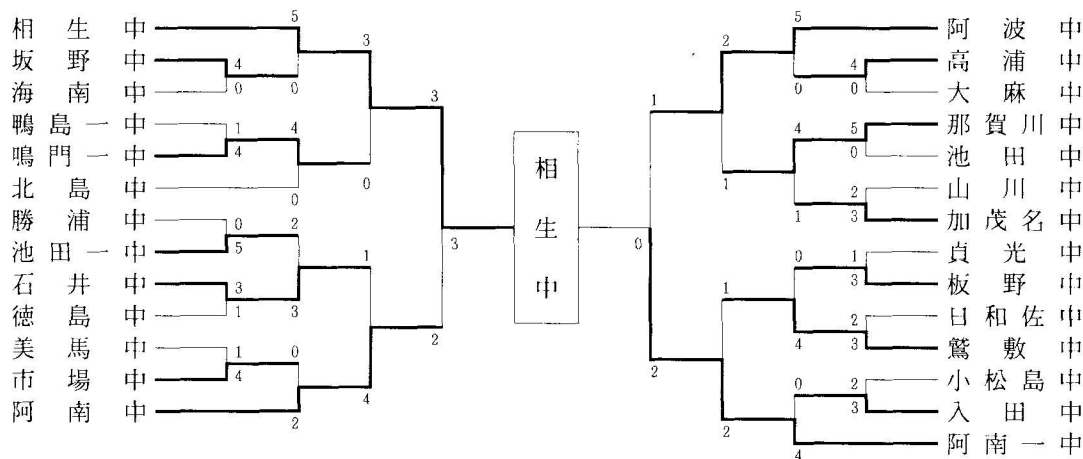 相生中
坂野中
海南中
鴨島一中
鳴門一中
北島中
勝浦中
池田一中
石井中
徳島中
美馬中
市場中
阿南中
5
4
0 0
1 4
4
0
0 2
5
3
1 3
1 0
4
2
3
0
1
4
3
2
3
相生中
0
1
2
2
1
1
2
5
4
0 0
4 5
0
2
1 3
0 1
3
2
4 3
0 2
3
4
阿波中
高浦中
大麻中
那賀川中
池田中
山川中
加茂名中
貞光中
板野中
日和佐中
鷲敷中
小松島中
入田中
阿南一中